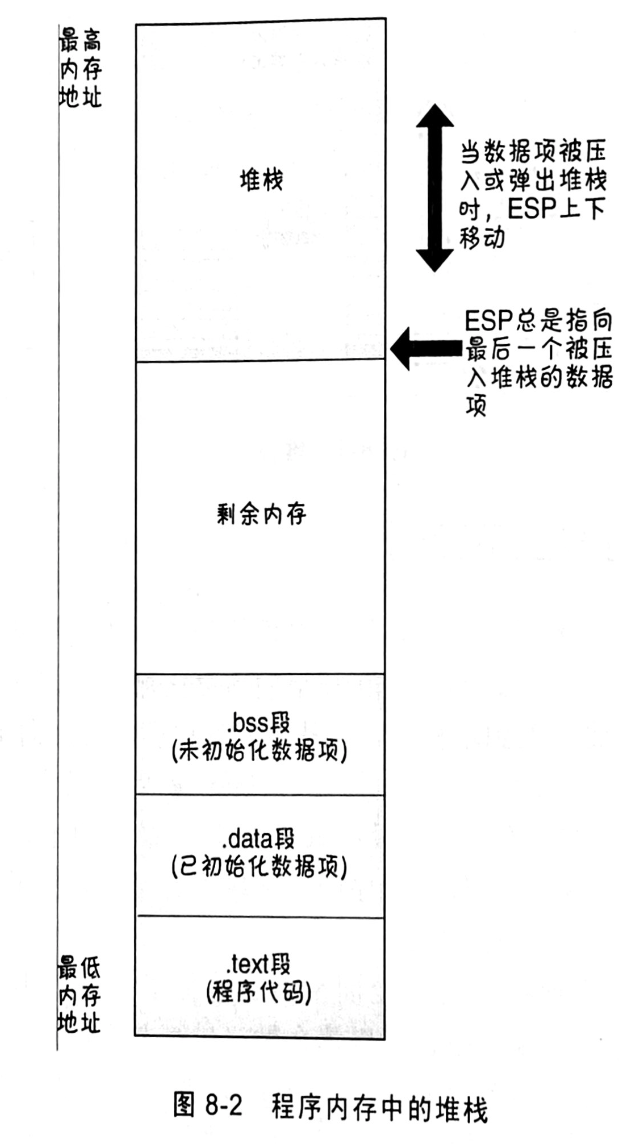 最高
内存
地址
堆栈
当数据项被压
入或弹出堆栈
时，ESP上下
移动
ESP总是指向
最后一个被压
入堆栈的数据
项
剩余内存
.bss段
(未初始化数据项)
.data段
(已初始化数据项)
.text段
(程序代码)
最低
内存
地址
图 8-2 程序内存中的堆栈